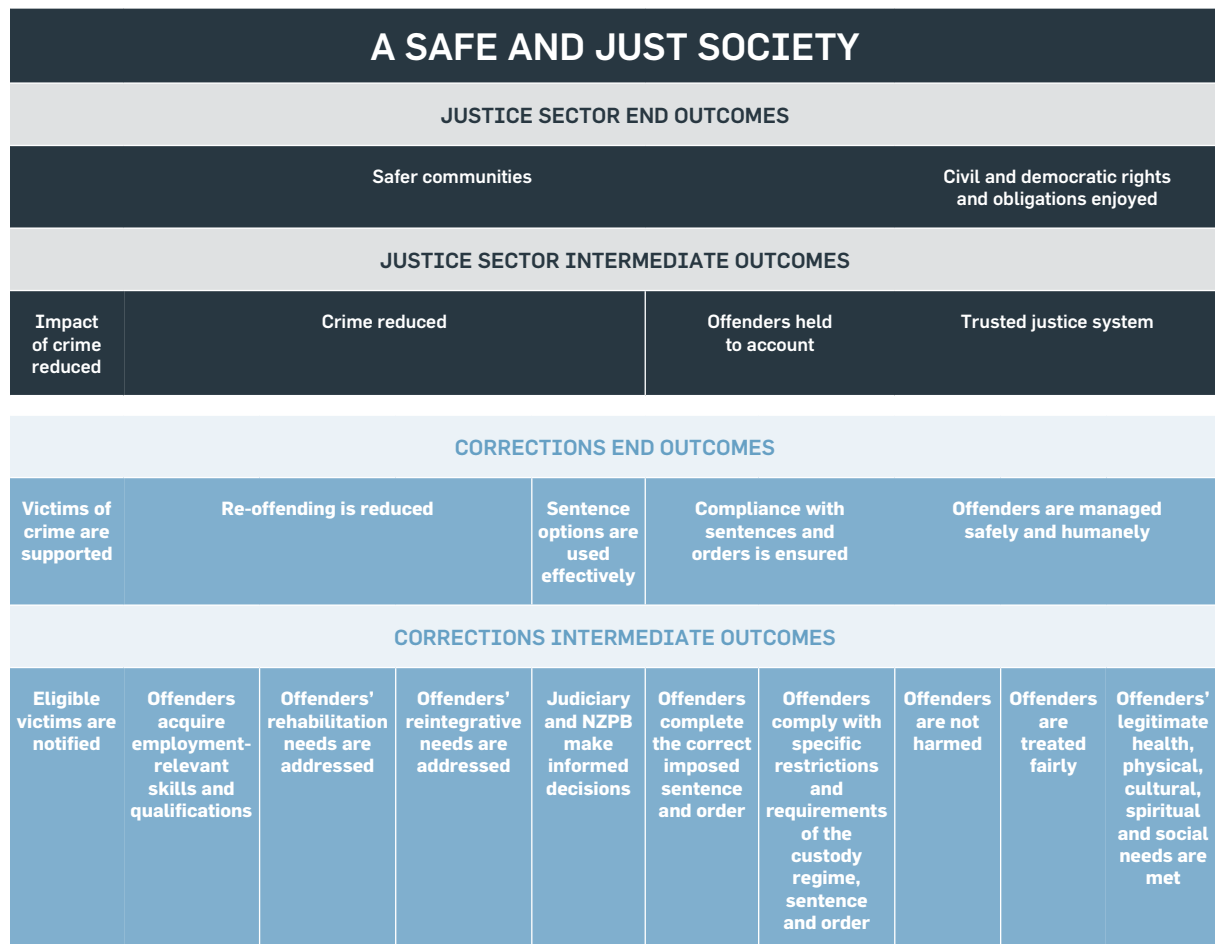 A SAFE AND JUST SOCIETY
JUSTICE SECTOR END OUTCOMES
Safer communities
Civil and democratic rights
and obligations enjoyed
JUSTICE SECTOR INTERMEDIATE OUTCOMES
Impact
of crime
reduced
Crime reduced
Offenders held
to account
Trusted justice system
CORRECTIONS END OUTCOMES
Victims of
crime are
supported
Re-offending is reduced
Sentence
options are
used
effectively
Compliance with
sentences and
orders is ensured
Offenders are managed
safely and humanely
CORRECTIONS INTERMEDIATE OUTCOMES
Eligible
victims are
notified
Offenders
acquire
employment-
relevant
skills and
qualifications
Offenders’
rehabilitation
needs are
addressed
Offenders’
reintegrative
needs are
addressed
Judiciary
and NZPB
make
informed
decisions
Offenders
complete
the correct
imposed
sentence
and order
Offenders
comply with
specific
restrictions
and
requirements
of the
custody
regime,
sentence
and order
Offenders
are not
harmed
Offenders
are
treated
fairly
Offenders’
legitimate
health,
physical,
cultural,
spiritual
and social
needs are
met